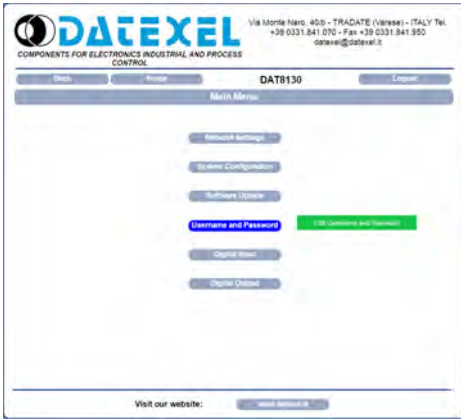 DATEXEL
Via Monte Nero, 40/b - TRADATE (Varese) - ITALY Tel.
+39 0331.841.070 - Fax +39 0331.841.950
datexel@datexel.it
COMPONENTS FOR ELECTRONICS INDUSTRIAL AND PROCESS
CONTROL
Back Home DAT8130 Logout
Main Menu
Network Settings
System Configuration
Software Update
Username and Password Edit Username and Password
Digital Input
Digital Output
Visit our website: